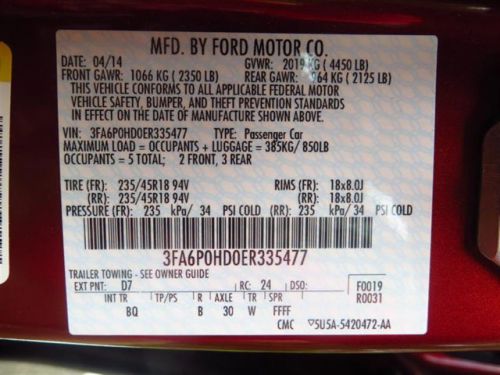 MFD. BY FORD MOTOR CO.
04/14 GVWR: 2019 KG (4450 LB)
FRONT GAWR: 1066 KG (2350 LB) REAR GAWR: 964 KG (2125 LB)
THIS VEHICLE CONFORMS TO ALL APPLICABLE FEDERAL MOTOR
VEHICLE SAFETY, BUMPER, AND THEFT PREVENTION STANDARDS
IN EFFECT ON THE DATE OF MANUFACTURE SHOWN ABOVE.
VIN: 3FA6P0HD0ER335477 TYPE: Passenger Car
MAXIMUM LOAD = OCCUPANTS + LUGGAGE = 385KG/ 850LB
OCCUPANTS = 5 TOTAL; 2 FRONT, 3 REAR
TIRE (FR): 235/45R18 94V RIMS (FR): 18x8.0J
(RR): 235/45R18 94V (RR): 18x8.0J
PRESSURE (FR): 235 kPa/ 34 PSI COLD (RR): 235 kPa/ 34 PSI COLD
3FA6P0HD0ER335477
TRAILER TOWING - SEE OWNER GUIDE
EXT PNT: D7 RC: 24 DSO: F0019
INT TR TP/PS R AXLE TR SPR R0031
BQ B 30 W FFFF
CMC ▽5U5A-5420472-AA